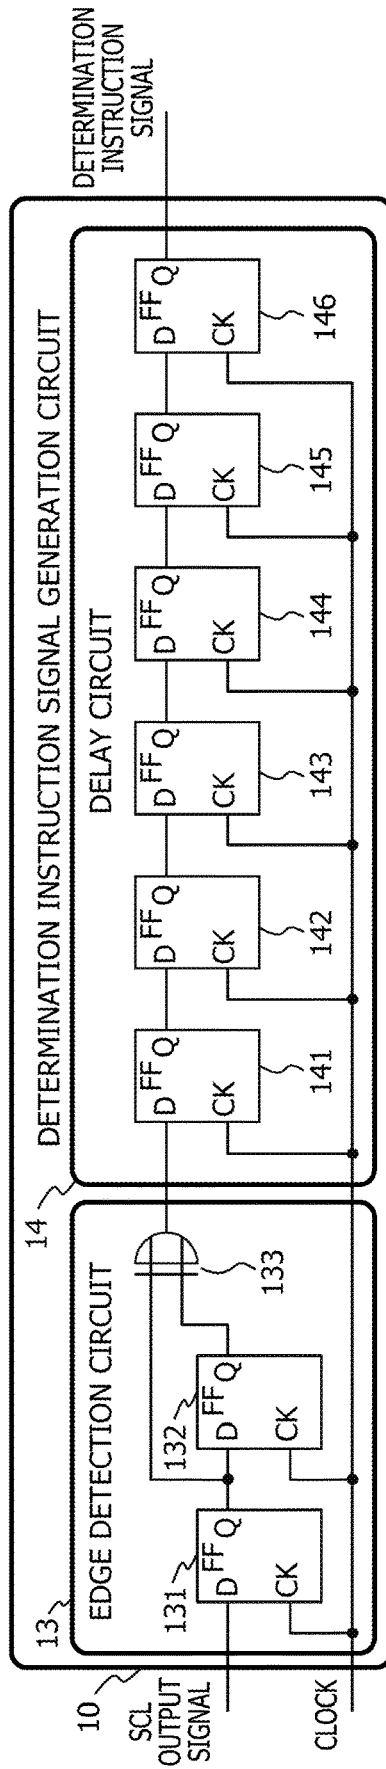 10
DETERMINATION INSTRUCTION SIGNAL GENERATION CIRCUIT
13
EDGE DETECTION CIRCUIT
14
DELAY CIRCUIT
SCL
OUTPUT
SIGNAL
CLOCK
131
D FF Q
CK
132
D FF Q
CK
133
D FF Q
CK
141
D FF Q
CK
142
D FF Q
CK
143
D FF Q
CK
144
D FF Q
CK
145
D FF Q
CK
146
DETERMINATION
INSTRUCTION
SIGNAL